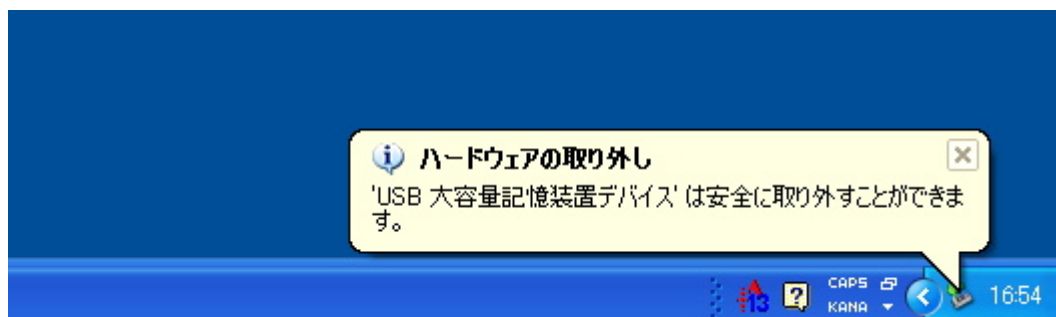 ハードウェアの取り外し
'USB 大容量記憶装置デバイス' は安全に取り外すことができま
す。
13
?
CAPS
KANA
16:54